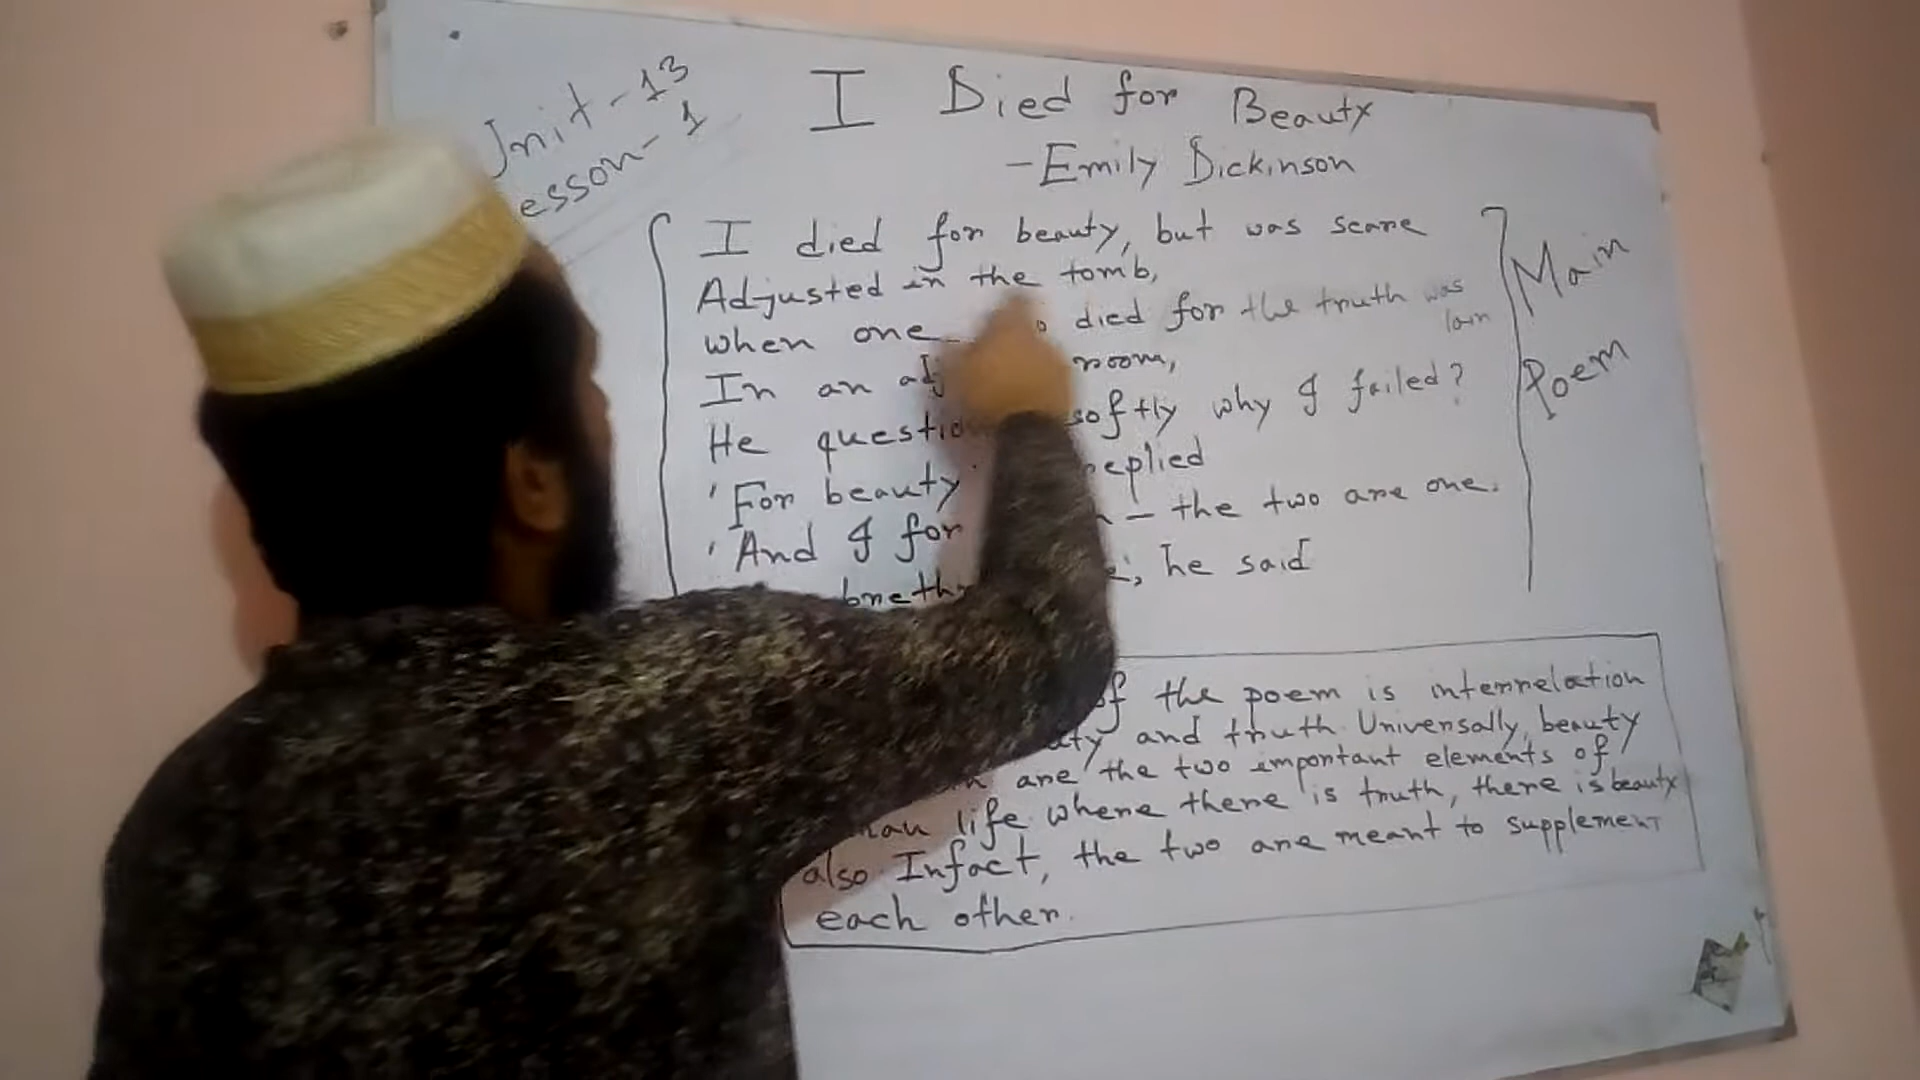 Unit-13
esson-1
I Died for Beauty
-Emily Dickinson
I died for beauty, but was scare
Adjusted in the tomb,
when one died for the truth was
lain
In an adj room,
He questio softly why I failed?
'For beauty replied
'And I for - the two are one.
breth he said
Main
Poem
of the poem is interrelation
and truth Universally, beauty
are the two important elements of
life where there is truth, there is beauty
also. Infact, the two are meant to supplement
each other.